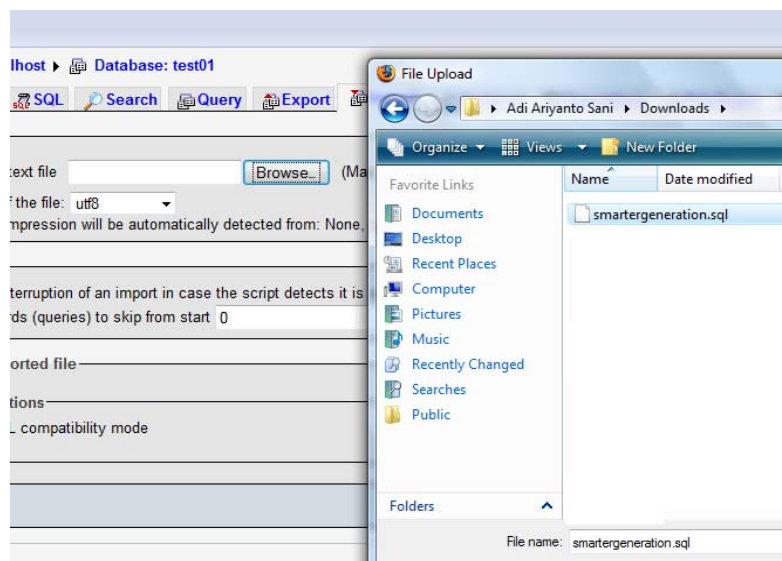 lhost Database: test01
SQL Search Query Export
text file Browse... (Ma
f the file: utf8
mpression will be automatically detected from: None,
terruption of an import in case the script detects it is
rds (queries) to skip from start 0
orted file
tions
L compatibility mode
File Upload
Adi Ariyanto Sani Downloads
Organize Views New Folder
Favorite Links
Documents
Desktop
Recent Places
Computer
Pictures
Music
Recently Changed
Searches
Public
Folders
Name Date modified
smartergeneration.sql
File name: smartergeneration.sql